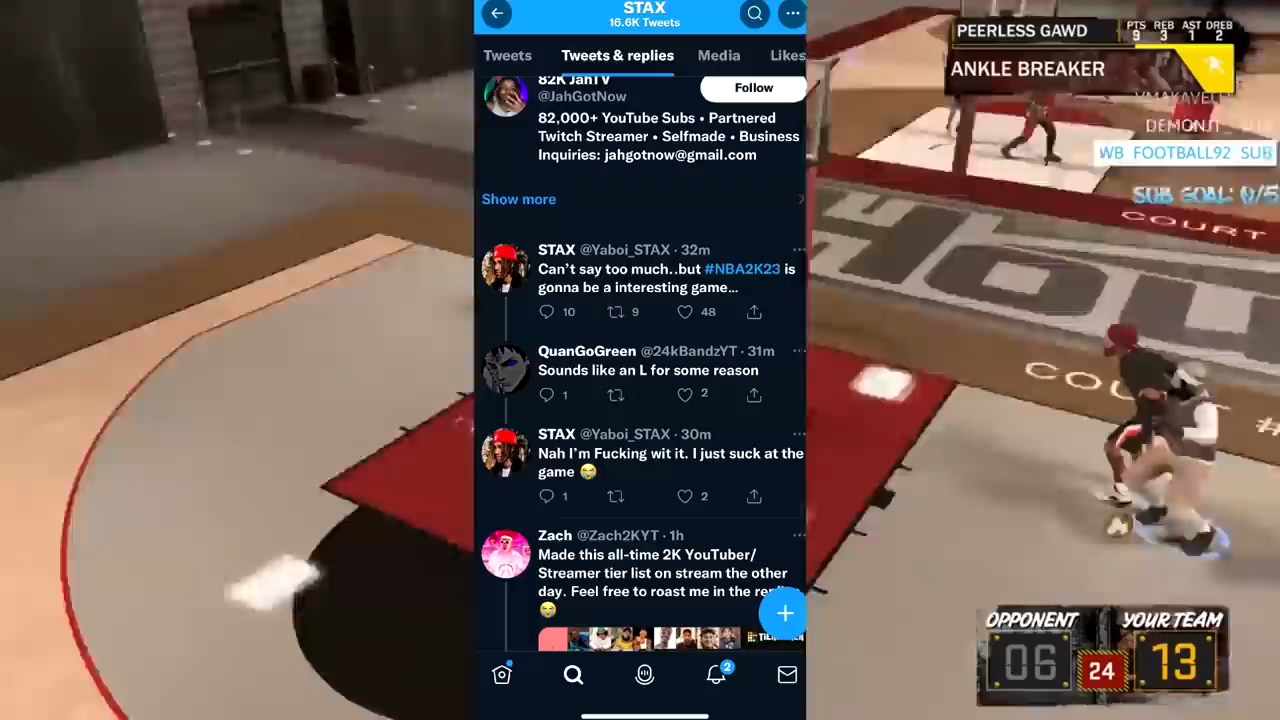 STAX
16.6K Tweets
Tweets
Tweets & replies
Media
Likes
82K JahTV
@JahGotNow
Follow
82,000+ YouTube Subs • Partnered
Twitch Streamer • Selfmade • Business
Inquiries: jahgotnow@gmail.com
Show more
STAX @Yaboi_STAX · 32m
Can't say too much..but #NBA2K23 is
gonna be a interesting game...
10 9 48
QuanGoGreen @24kBandzYT · 31m
Sounds like an L for some reason
1 2
STAX @Yaboi_STAX · 30m
Nah I'm Fucking wit it. I just suck at the
game 😭
1 2
Zach @Zach2KYT · 1h
Made this all-time 2K YouTuber/
Streamer tier list on stream the other
day. Feel free to roast me in the
😭
2
PEERLESS GAWD
PTS REB AST DREB
9 3 1 2
ANKLE BREAKER
WB FOOTBALL92 SUB
SUB GOAL: 0/5
COURT
OPPONENT
YOUR TEAM
06
24
13